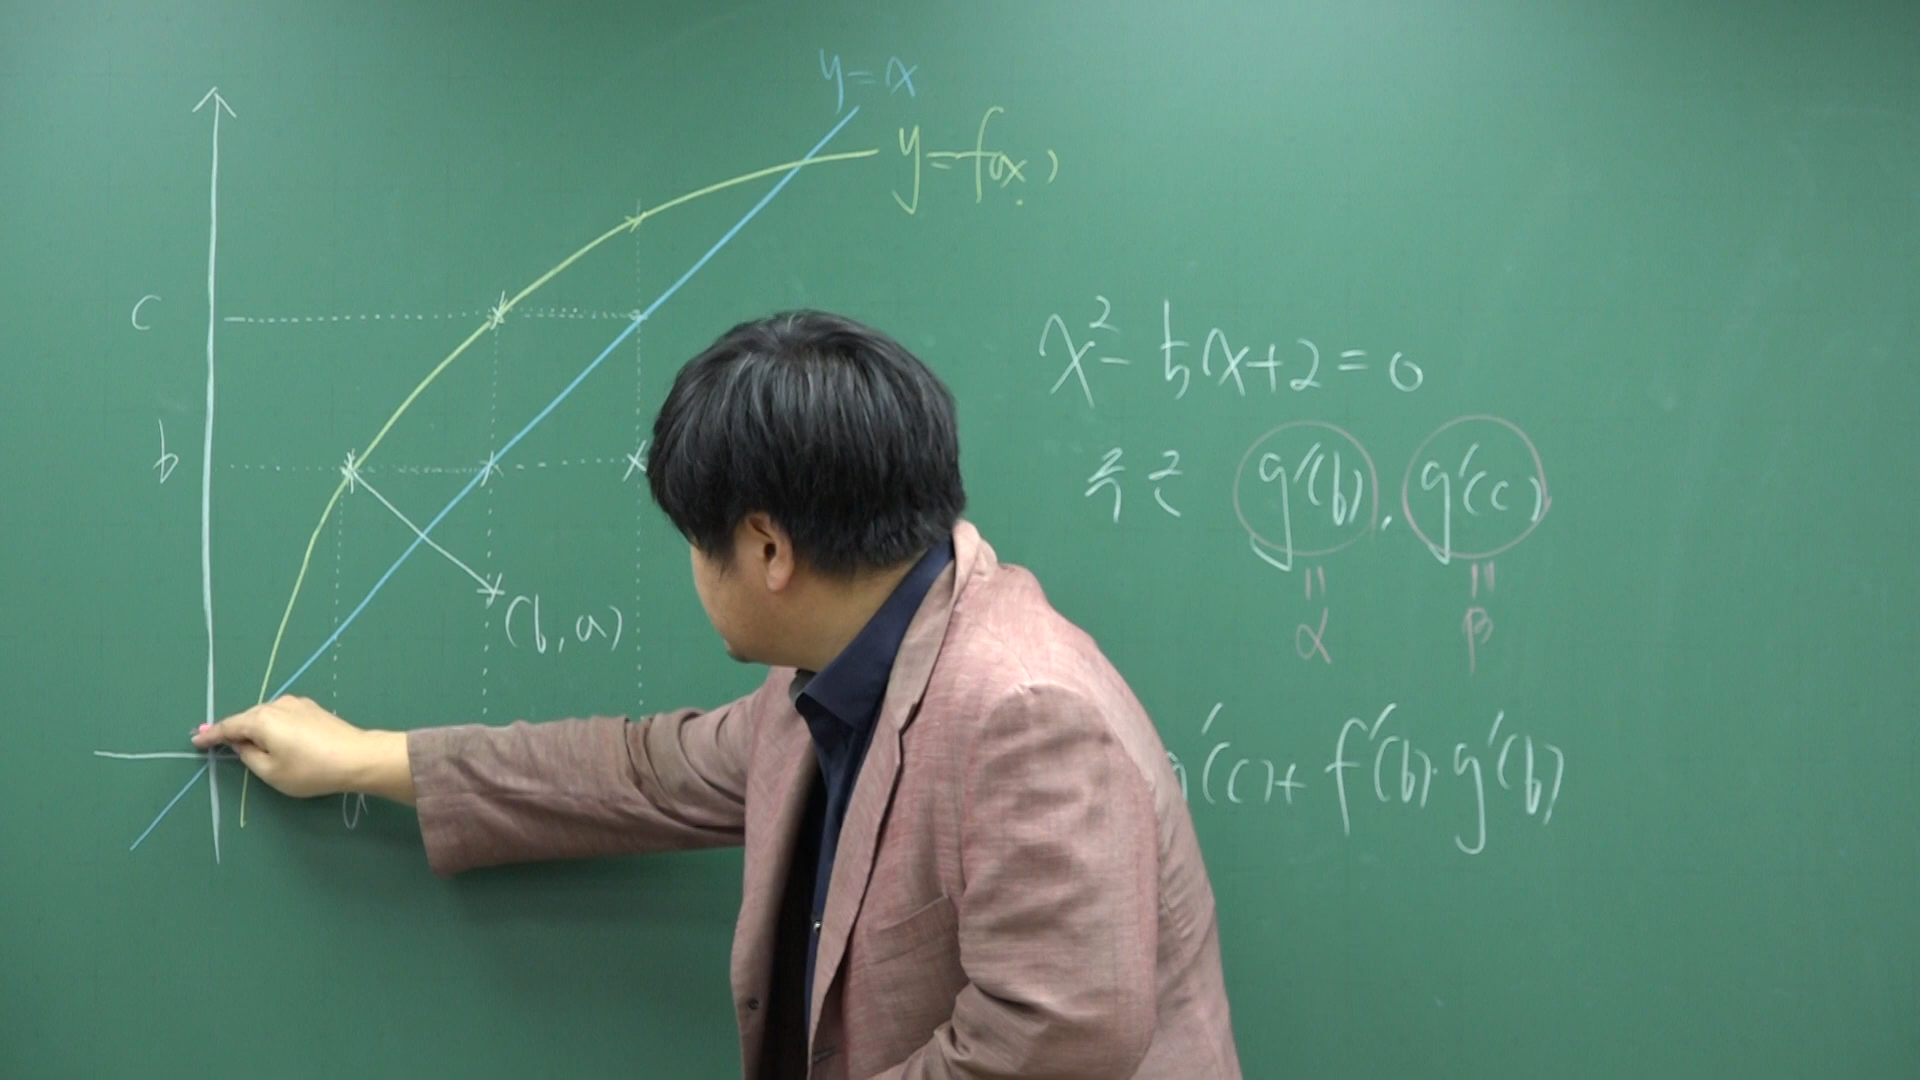 y=x
y=f(x)
c
b
(b,a)
a
x²-5x+2=0
두근 g'(b), g'(c)
= =
α β
g'(c)+f'(b)·g'(b)